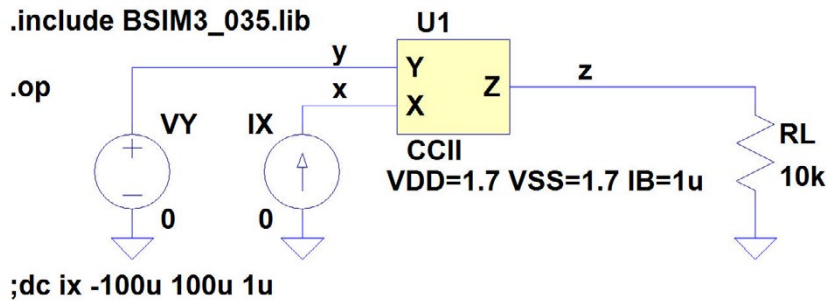 .include BSIM3_035.lib
U1
y
Y
.op
x
Z
z
X
VY
IX
RL
CCII
10k
VDD=1.7 VSS=1.7 IB=1u
0
0
;dc ix -100u 100u 1u